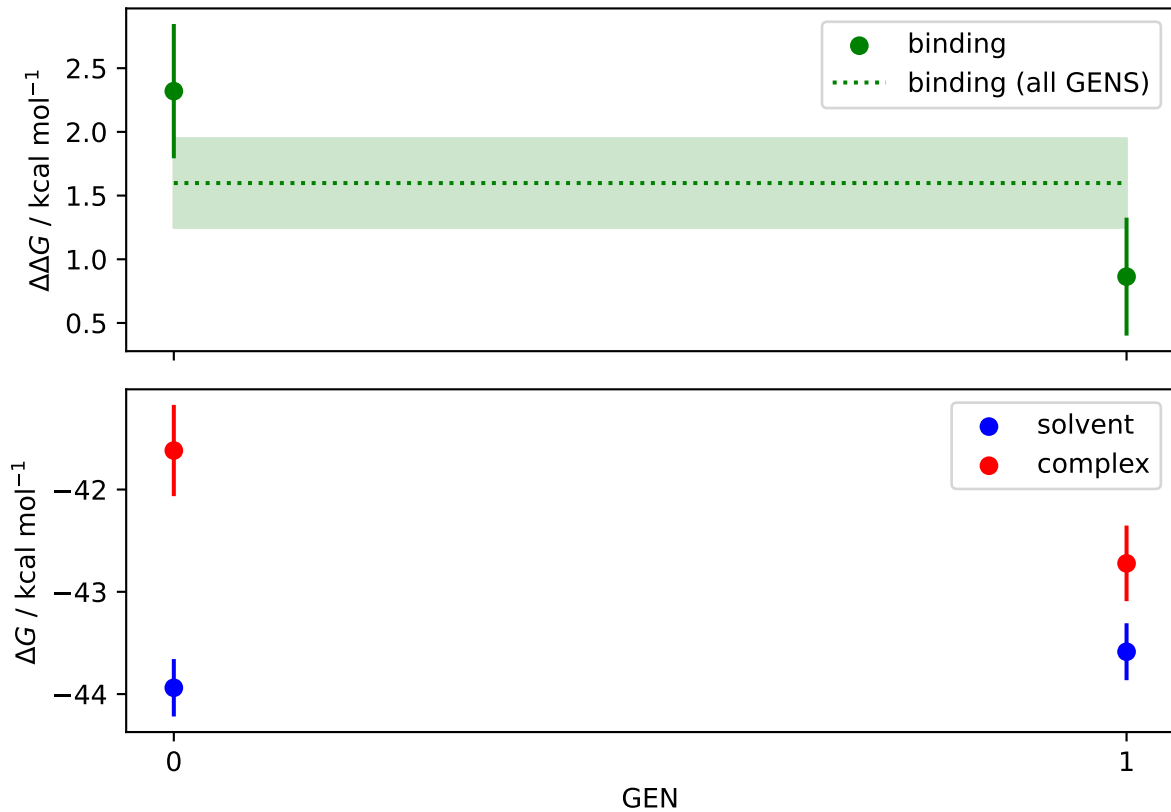 ΔΔG / kcal mol⁻¹
2.5
2.0
1.5
1.0
0.5
binding
binding (all GENS)
ΔG / kcal mol⁻¹
−42
−43
−44
solvent
complex
0
1
GEN